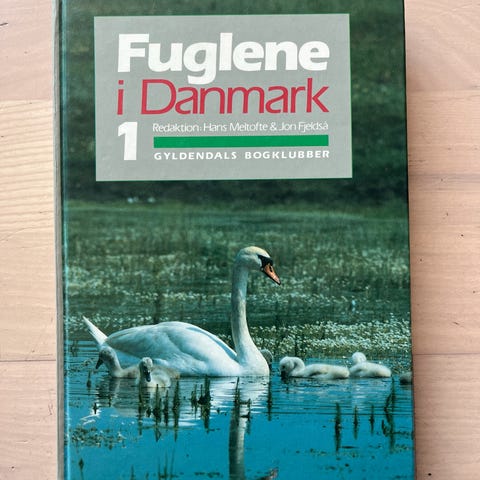 Fuglene
i Danmark
1
Redaktion: Hans Meltofte & Jon Fjeldså
GYLDENDALS BOGKLUBBER